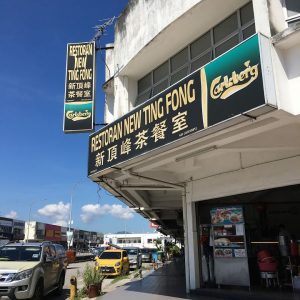 RESTORAN NEW TING FONG
新頂峰茶餐室
Carlsberg
RESTORAN
NEW
TING FONG
新頂峰
茶餐室
Carlsberg